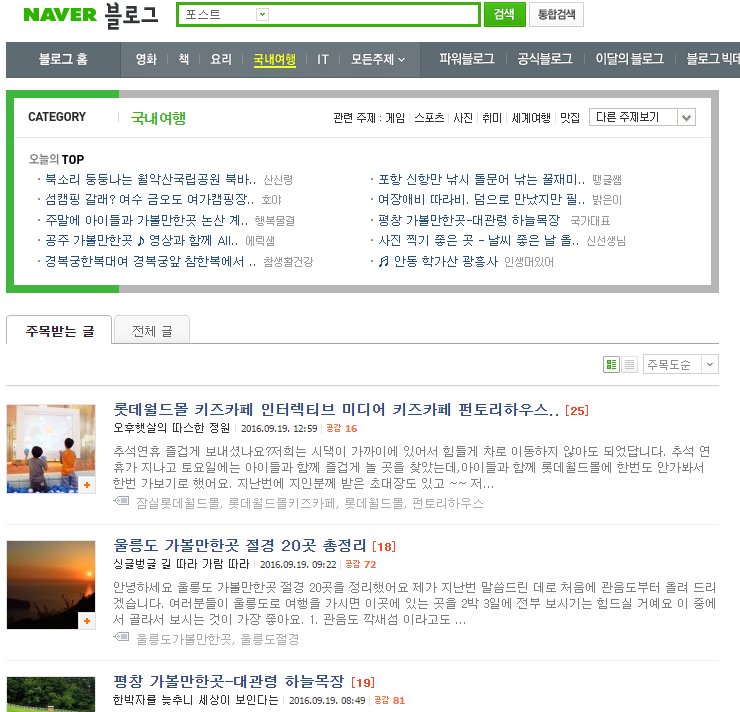 NAVER 블로그 포스트 검색 통합검색
블로그 홈 영화 책 요리 국내여행 IT 모든주제 파워블로그 공식블로그 이달의 블로그 블로그 빅데
CATEGORY 국내여행 관련 주제 : 게임 스포츠 사진 취미 세계여행 맛집 다른 주제보기
오늘의 TOP
· 북소리 둥둥나는 월악산국립공원 북바.. 산신령 · 포항 신항만 낚시 돌문어 낚는 꿀재미.. 땡글쌤
· 섬캠핑 갈래? 여수 금오도 여가캠핑장.. 호야 · 여장애비 따라비. 덤으로 만났지만 필.. 밝은이
· 주말에 아이들과 가볼만한곳 논산 계.. 행복물결 · 평창 가볼만한곳-대관령 하늘목장 국가대표
· 공주 가볼만한곳 ♪ 영상과 함께 All.. 에릭샘 · 사진 찍기 좋은 곳 - 날씨 좋은 날 올.. 신선생님
· 경복궁한복대여 경복궁앞 참한복에서 .. 참생활건강 · ♬ 안동 학가산 광흥사 인생머있어
주목받는 글 전체 글
주목도순
롯데월드몰 키즈카페 인터렉티브 미디어 키즈카페 펀토리하우스.. [25]
오후햇살의 따스한 정원 2016.09.19. 12:59 공감 16
추석연휴 즐겁게 보내셨나요?저희는 시댁이 가까이에 있어서 힘들게 차로 이동하지 않아도 되었답니다. 추석 연
휴가 지나고 토요일에는 아이들과 함께 즐겁게 놀 곳을 찾았는데,아이들과 함께 롯데월드몰에 한번도 안가봐서
한번 가보기로 했어요. 지난번에 지인분께 받은 초대장도 있고 ~~ 저...
잠실롯데월드몰, 롯데월드몰키즈카페, 롯데월드몰, 펀토리하우스
울릉도 가볼만한곳 절경 20곳 총정리 [18]
싱글벙글 길 따라 가람 따라 2016.09.19. 09:22 공감 72
안녕하세요 울릉도 가볼만한곳 절경 20곳을 정리했어요 제가 지난번 말씀드린 데로 처음에 관음도부터 올려 드리
겠습니다. 여러분들이 울릉도로 여행을 가시면 이곳에 있는 곳을 2박 3일에 전부 보시기는 힘드실 거예요 이 중에
서 골라서 보시는 것이 가장 좋아요. 1. 관음도 깍새섬 이라고도 ...
울릉도가볼만한곳, 울릉도절경
평창 가볼만한곳-대관령 하늘목장 [19]
한박자를 늦추니 세상이 보인다는 2016.09.19. 08:49 공감 81